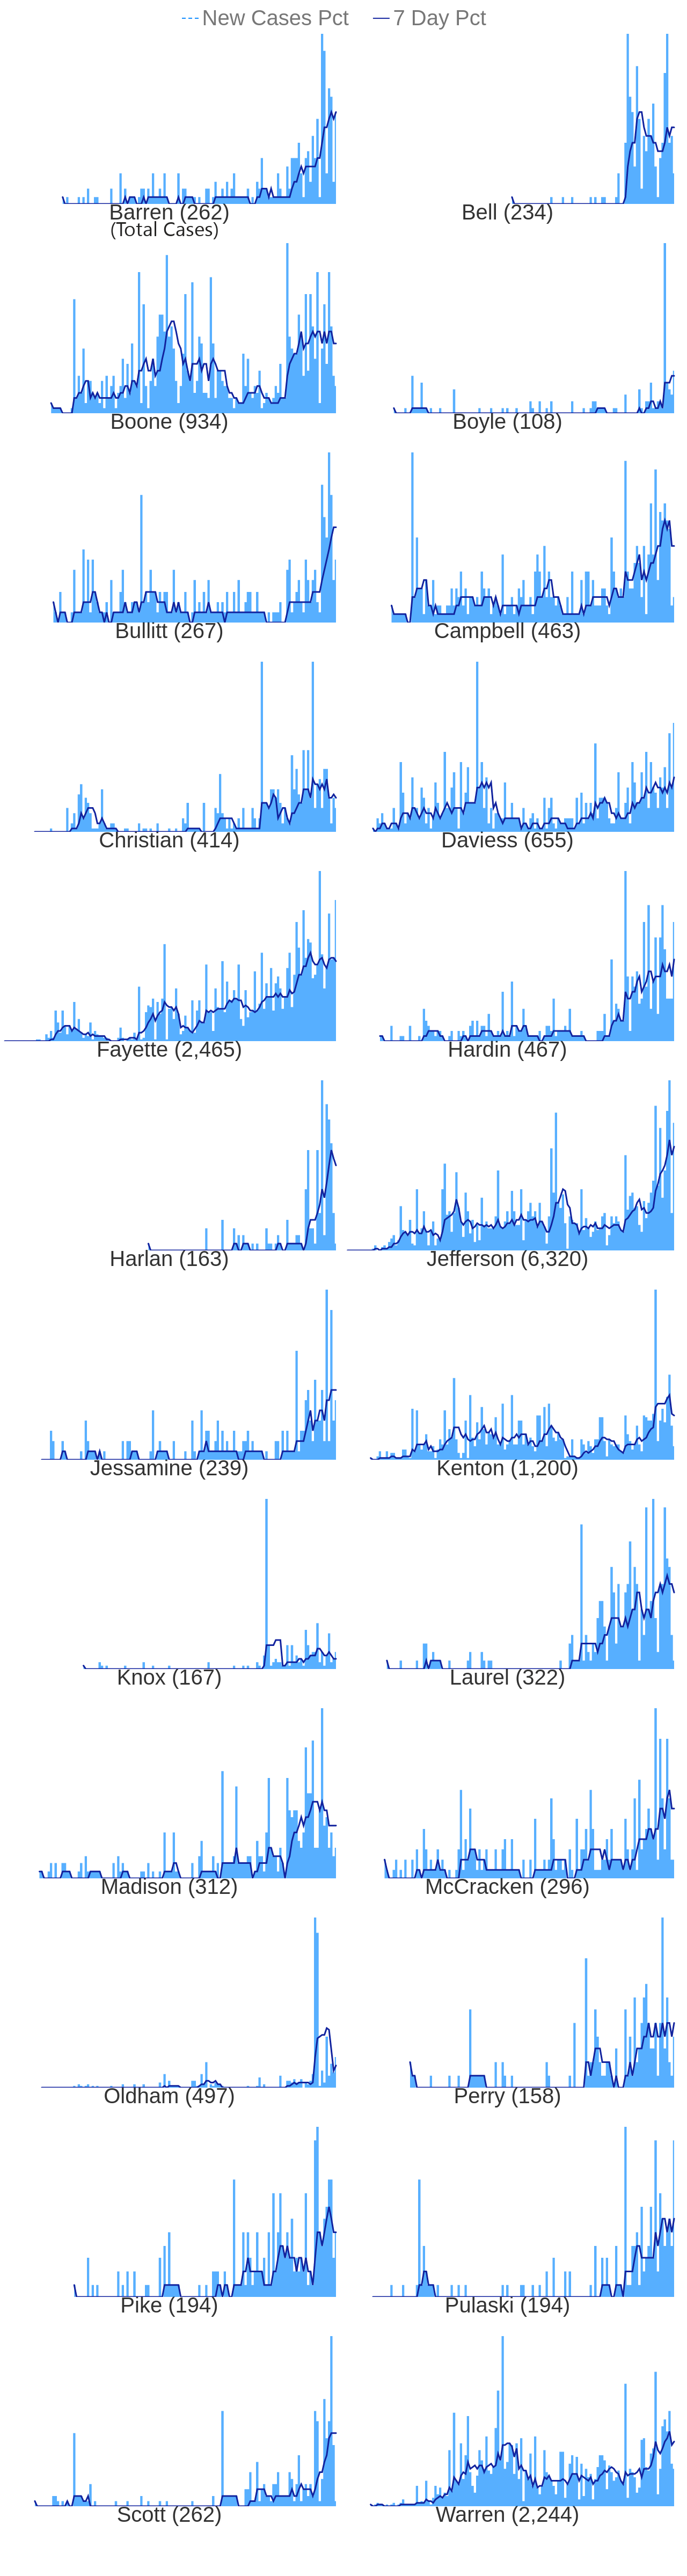 New Cases Pct 7 Day Pct
Barren (262) Bell (234)
(Total Cases)
Boone (934) Boyle (108)
Bullitt (267) Campbell (463)
Christian (414) Daviess (655)
Fayette (2,465) Hardin (467)
Harlan (163) Jefferson (6,320)
Jessamine (239) Kenton (1,200)
Knox (167) Laurel (322)
Madison (312) McCracken (296)
Oldham (497) Perry (158)
Pike (194) Pulaski (194)
Scott (262) Warren (2,244)